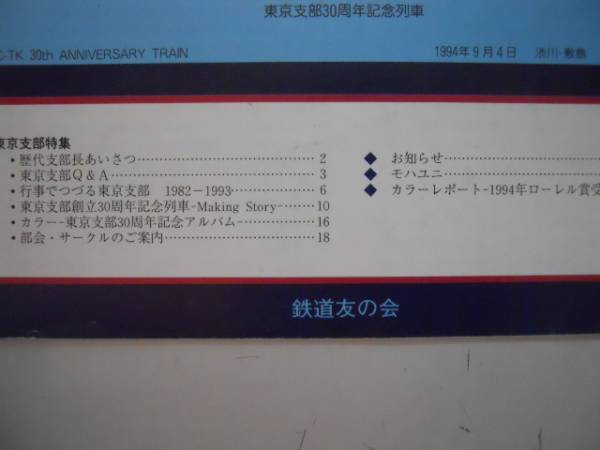 東京支部30周年記念列車
C-TK 30th ANNIVERSARY TRAIN 1994年9月4日 渋川-敷島
東京支部特集
・歴代支部長あいさつ…………………………… 2
・東京支部Q&A…………………………………… 3
・行事でつづる東京支部 1982-1993………… 6
・東京支部創立30周年記念列車-Making Story………10
・カラー-東京支部30周年記念アルバム…………16
・部会・サークルのご案内………………………18
◆ お知らせ……………………
◆ モハユニ……………………
◆ カラーレポート-1994年ローレル賞受
鉄道友の会